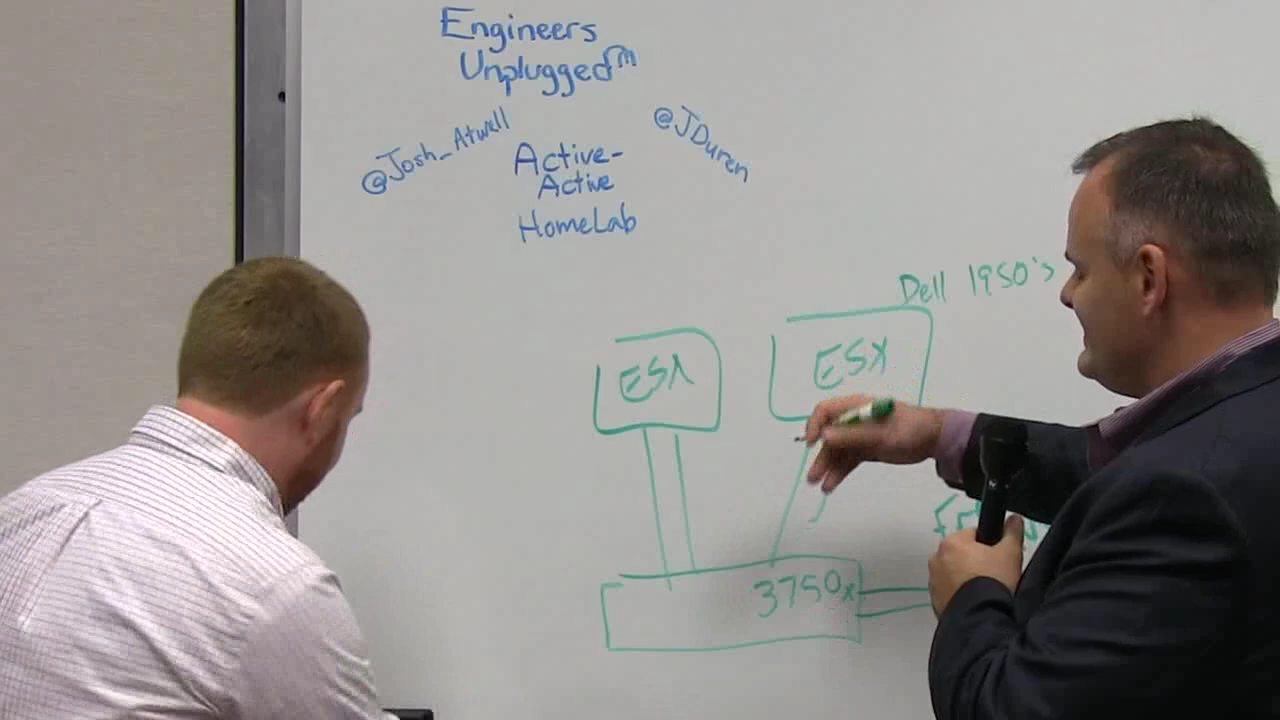 Engineers
Unplugged™
@Josh_Atwell
@JDuren
Active-
Active
HomeLab
Dell 1950's
ESX
ESX
3750x